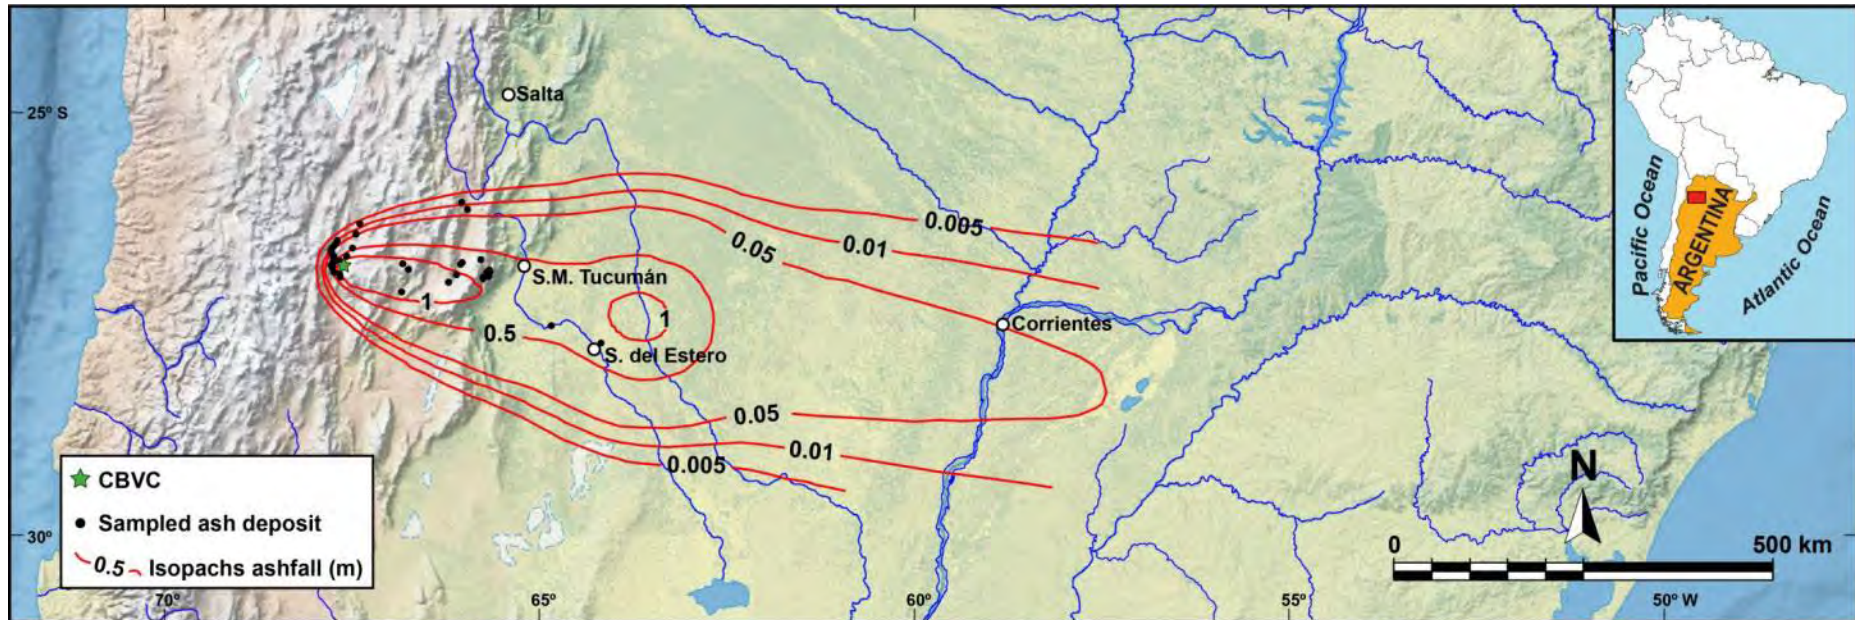 25° S
Salta
0.005
0.01
0.05
S.M. Tucumán
1
1
0.5
Corrientes
S. del Estero
0.05
0.01
0.005
30°
70°
65°
60°
55°
50° W
CBVC
Sampled ash deposit
0.5 Isopachs ashfall (m)
N
0 500 km
Pacific Ocean
ARGENTINA
Atlantic Ocean